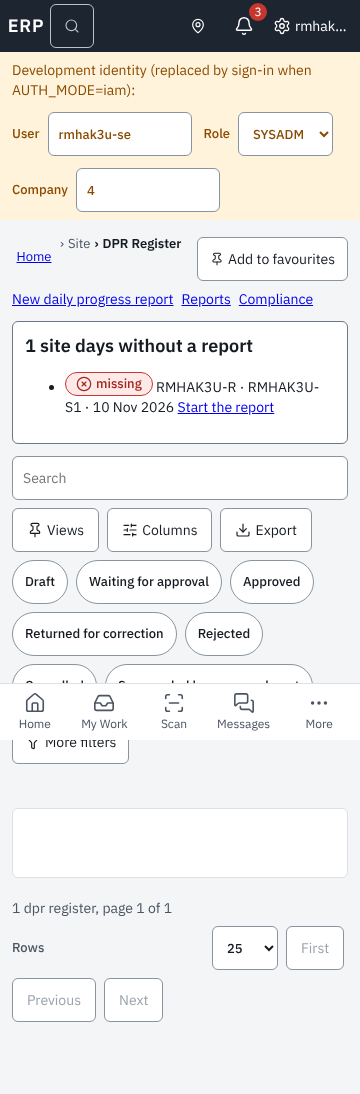 ERP
3
rmhak...
Development identity (replaced by sign-in when
AUTH_MODE=iam):
User rmhak3u-se Role SYSADM
Company 4
Home › Site › DPR Register
Add to favourites
New daily progress report Reports Compliance
1 site days without a report
missing RMHAK3U-R · RMHAK3U-
S1 · 10 Nov 2026 Start the report
Search
Views Columns Export
Draft Waiting for approval Approved
Returned for correction Rejected
Home My Work Scan Messages More
More filters
1 dpr register, page 1 of 1
Rows 25 First
Previous Next